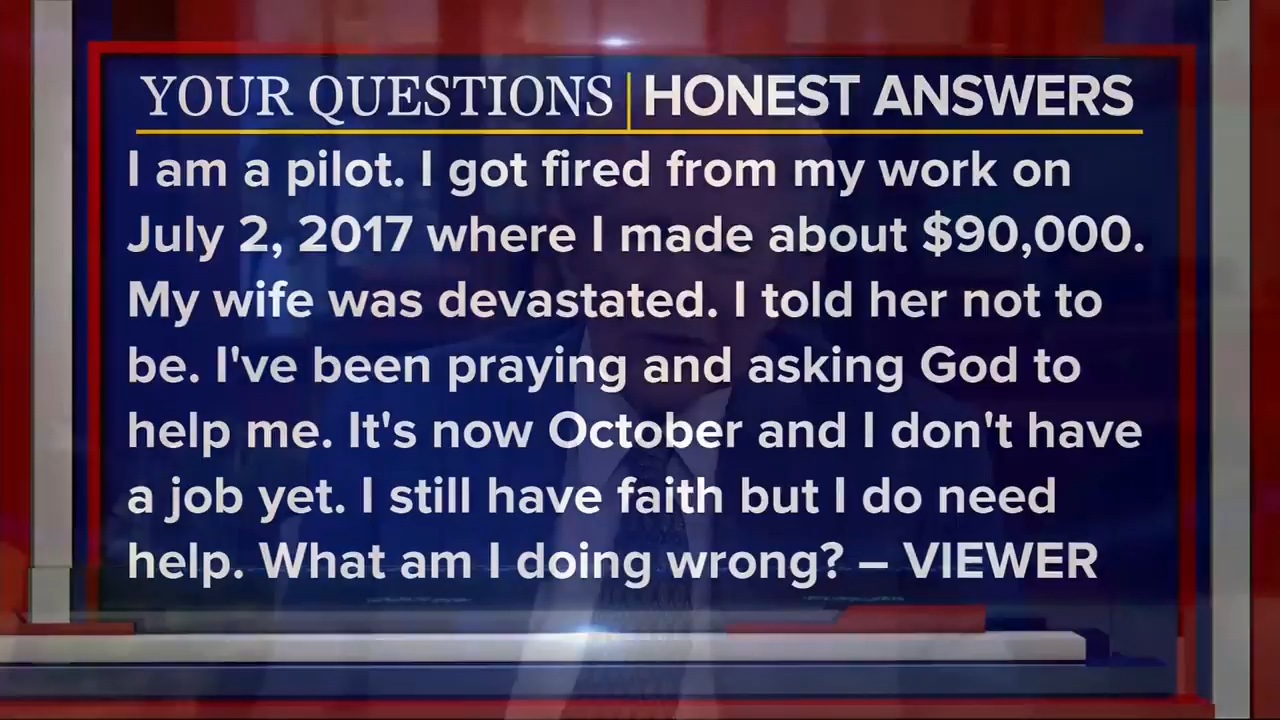 YOUR QUESTIONS | HONEST ANSWERS
I am a pilot. I got fired from my work on
July 2, 2017 where I made about $90,000.
My wife was devastated. I told her not to
be. I've been praying and asking God to
help me. It's now October and I don't have
a job yet. I still have faith but I do need
help. What am I doing wrong? – VIEWER